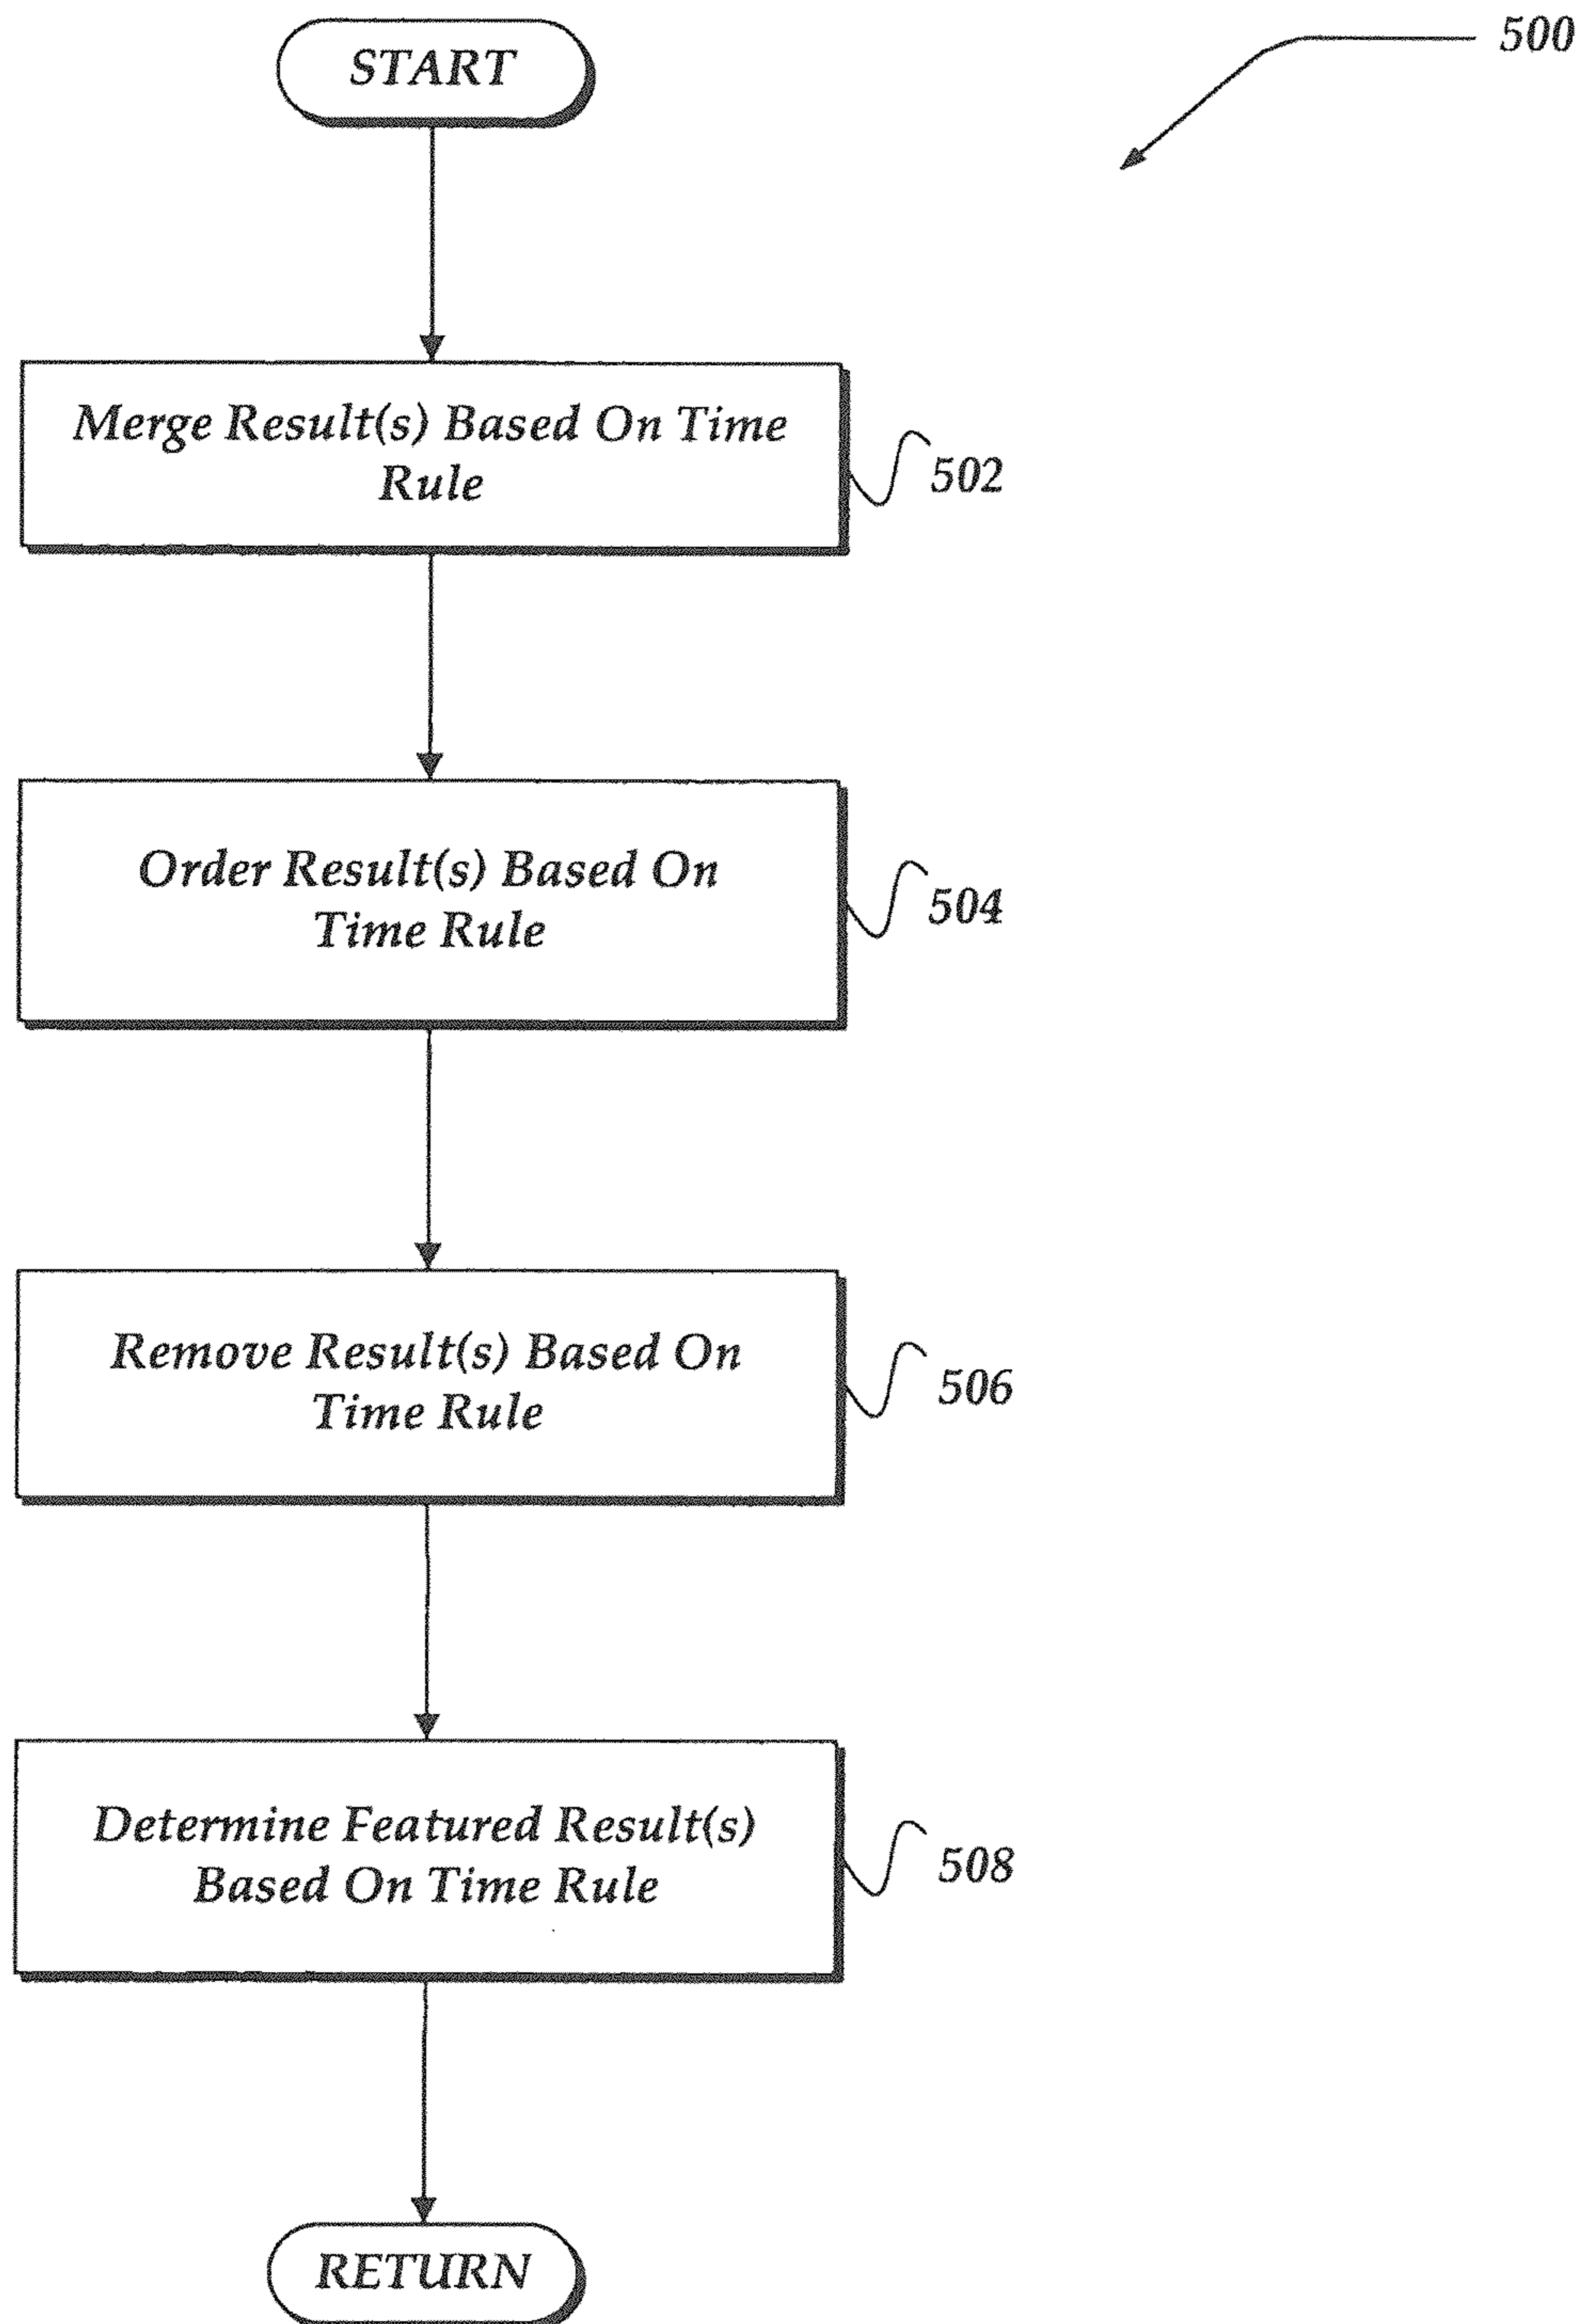 START
500
Merge Result(s) Based On Time
Rule
502
Order Result(s) Based On
Time Rule
504
Remove Result(s) Based On
Time Rule
506
Determine Featured Result(s)
Based On Time Rule
508
RETURN